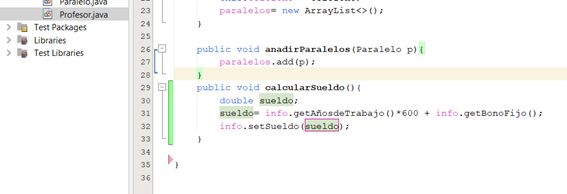 Paralelo.java
Profesor.java
Test Packages
Libraries
Test Libraries
23 paralelos= new ArrayList<>();
24 }
25
26 public void anadirParalelos(Paralelo p){
27 paralelos.add(p);
28 }
29 public void calcularSueldo(){
30 double sueldo;
31 sueldo= info.getAñosdeTrabajo()*600 + info.getBonoFijo();
32 info.setSueldo(sueldo);
33 }
34
35 }
36